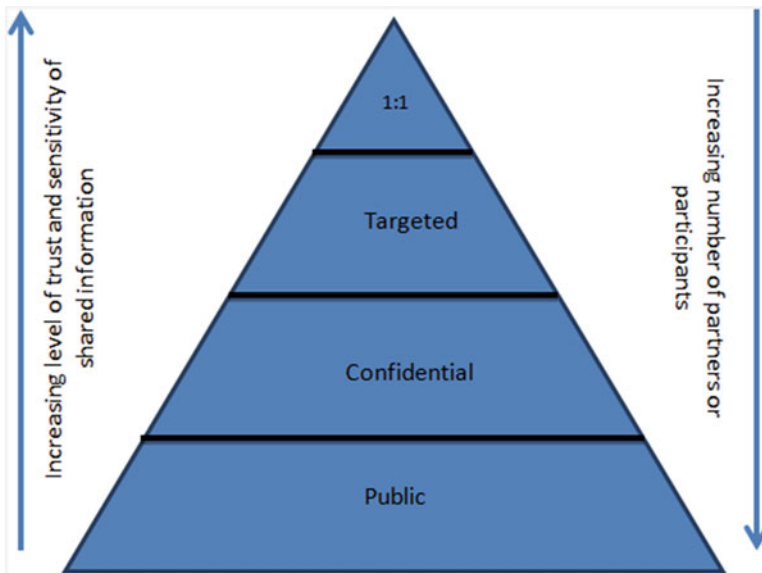 Increasing level of trust and sensitivity of
shared information
1:1
Targeted
Confidential
Public
Increasing number of partners or
participants